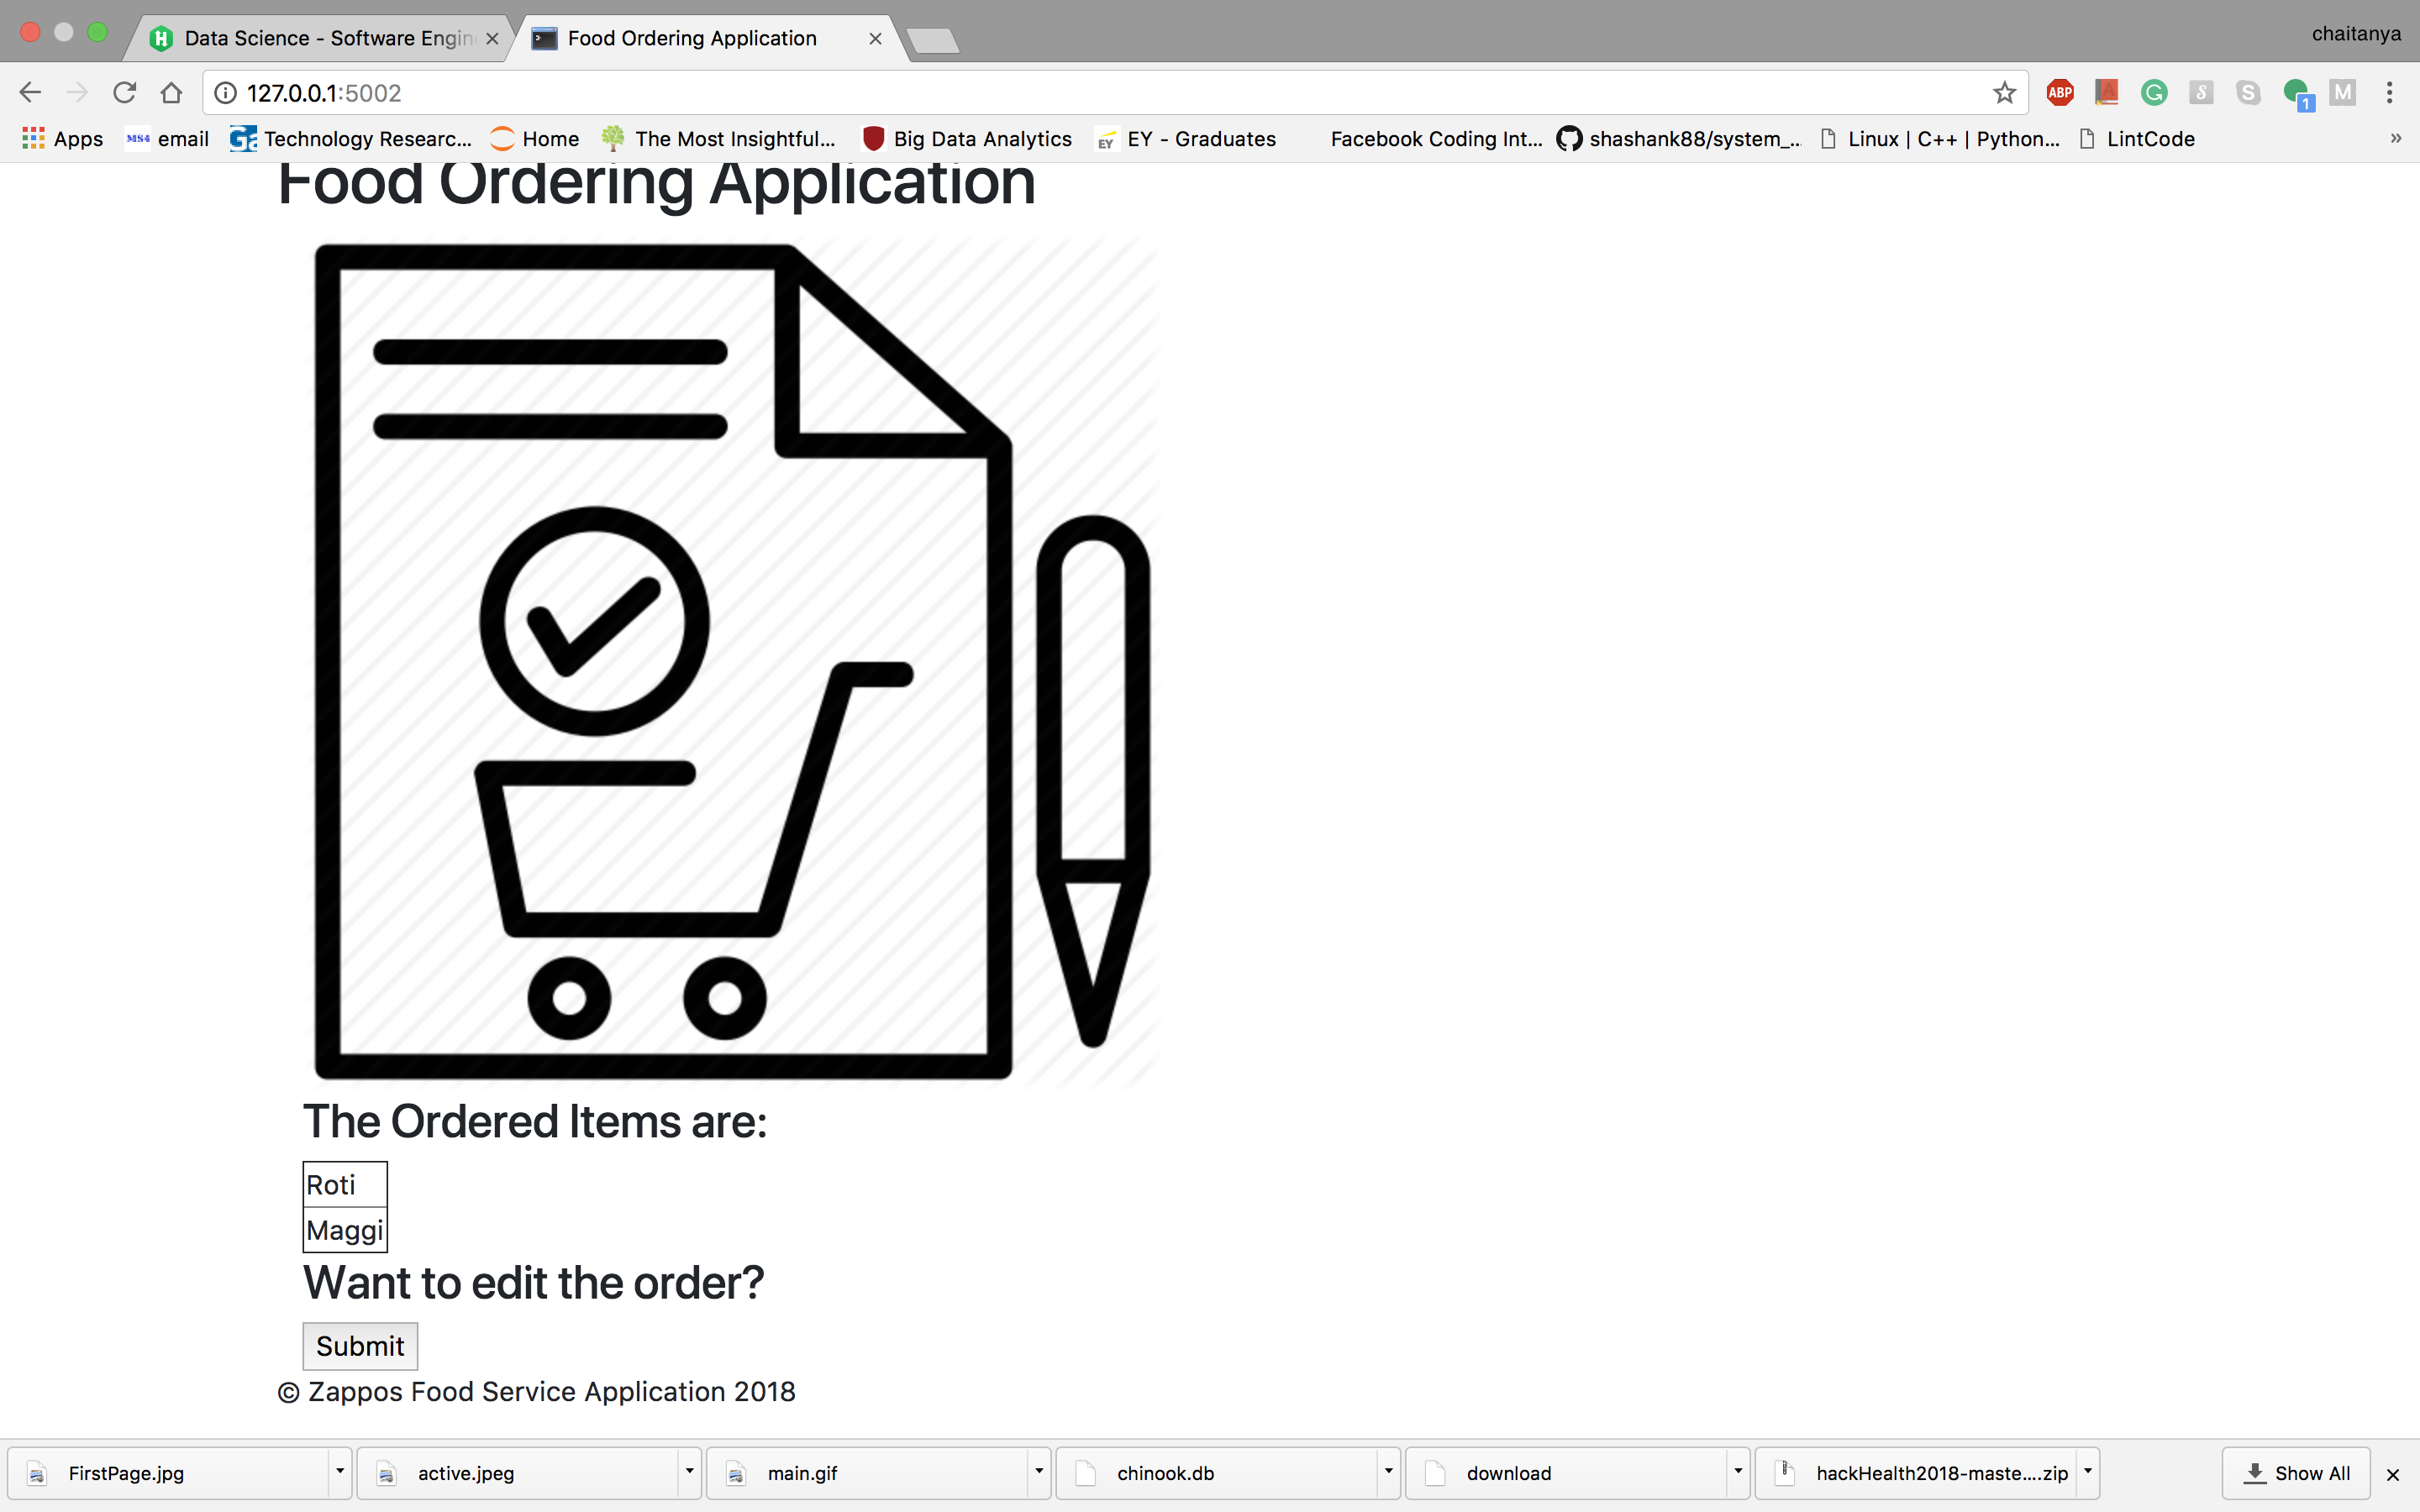 Data Science - Software Engin
Food Ordering Application
chaitanya
127.0.0.1:5002
ABP
1
M
Apps
email
Technology Researc...
Home
The Most Insightful...
Big Data Analytics
EY
EY - Graduates
Facebook Coding Int...
shashank88/system_...
Linux | C++ | Python...
LintCode
»
Food Ordering Application
The Ordered Items are:
Roti
Maggi
Want to edit the order?
Submit
© Zappos Food Service Application 2018
FirstPage.jpg
active.jpeg
main.gif
chinook.db
download
hackHealth2018-maste....zip
Show All